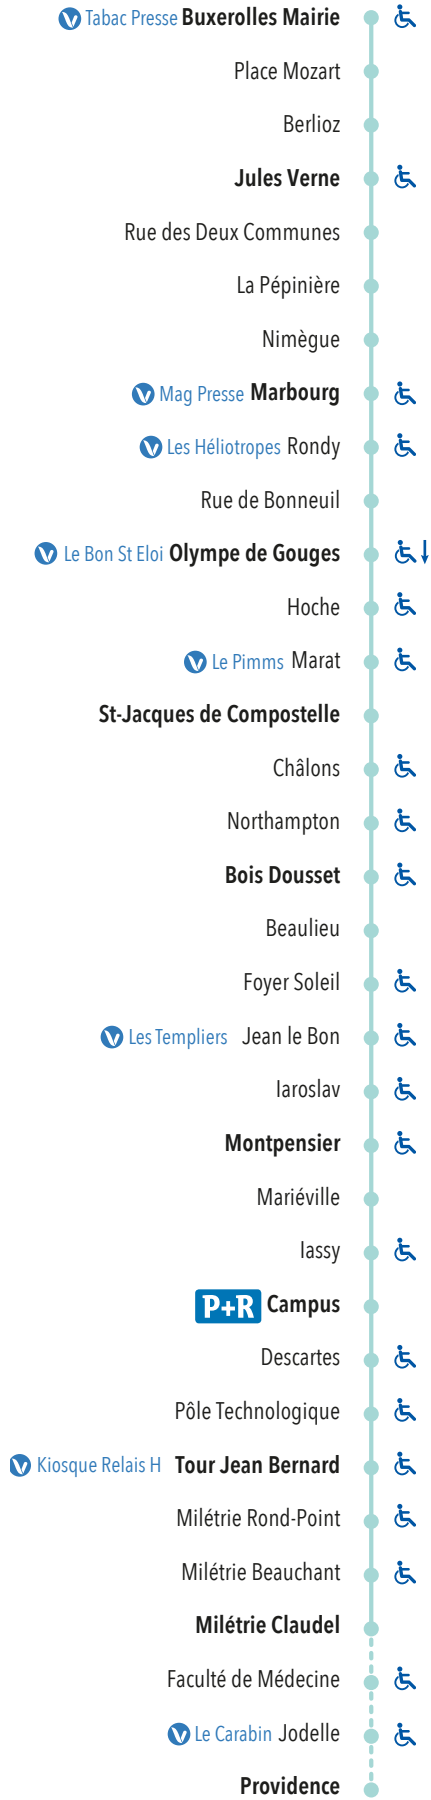 Tabac Presse Buxerolles Mairie
Place Mozart
Berlioz
Jules Verne
Rue des Deux Communes
La Pépinière
Nimègue
Mag Presse Marbourg
Les Héliotropes Rondy
Rue de Bonneuil
Le Bon St Eloi Olympe de Gouges
Hoche
Le Pimms Marat
St-Jacques de Compostelle
Châlons
Northampton
Bois Dousset
Beaulieu
Foyer Soleil
Les Templiers Jean le Bon
Iaroslav
Montpensier
Mariéville
Iassy
P+R Campus
Descartes
Pôle Technologique
Kiosque Relais H Tour Jean Bernard
Milétrie Rond-Point
Milétrie Beauchant
Milétrie Claudel
Faculté de Médecine
Le Carabin Jodelle
Providence